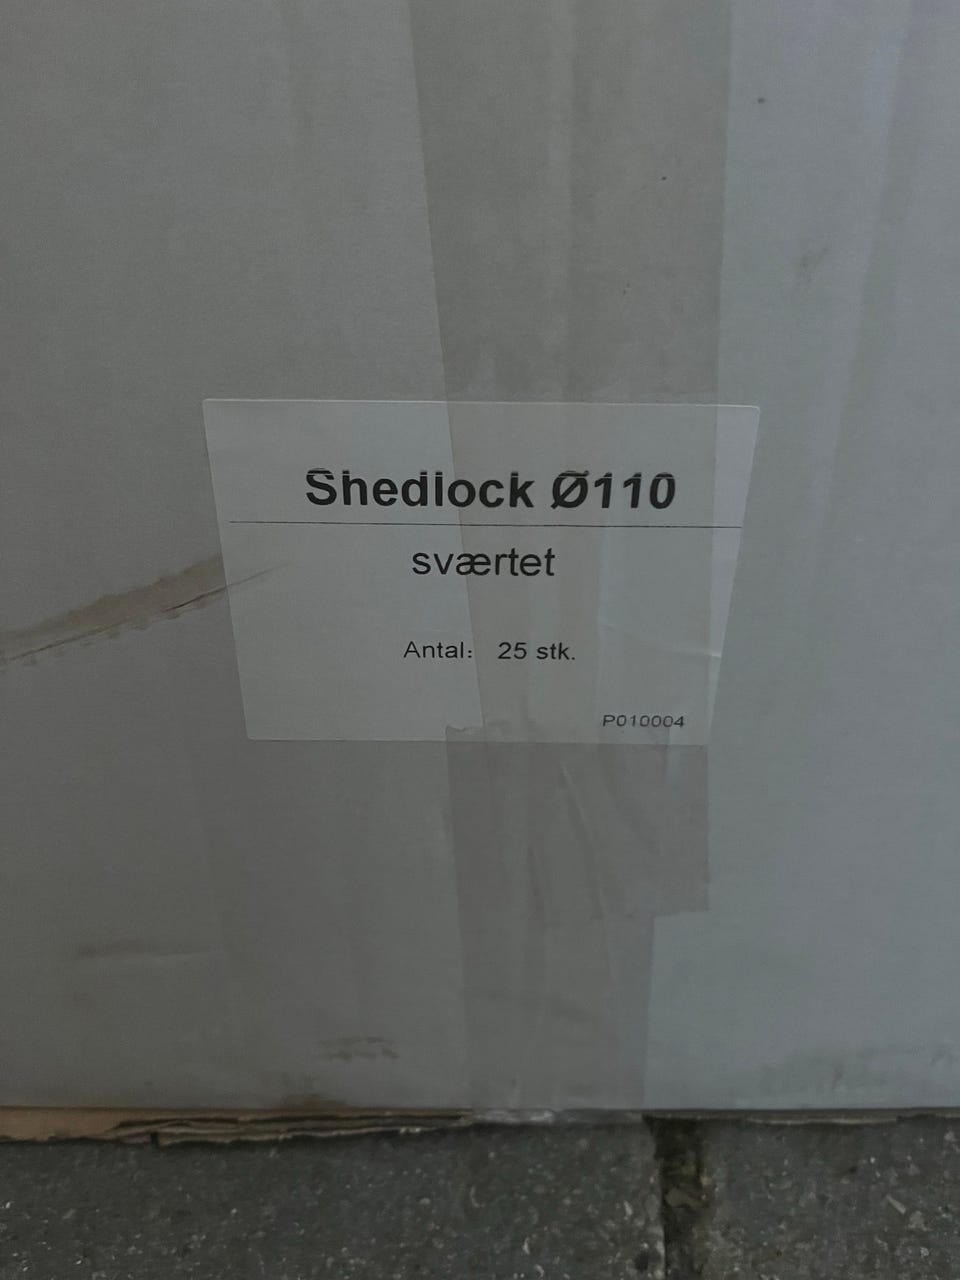 Shedlock Ø110
sværtet
Antal: 25 stk.
P010004